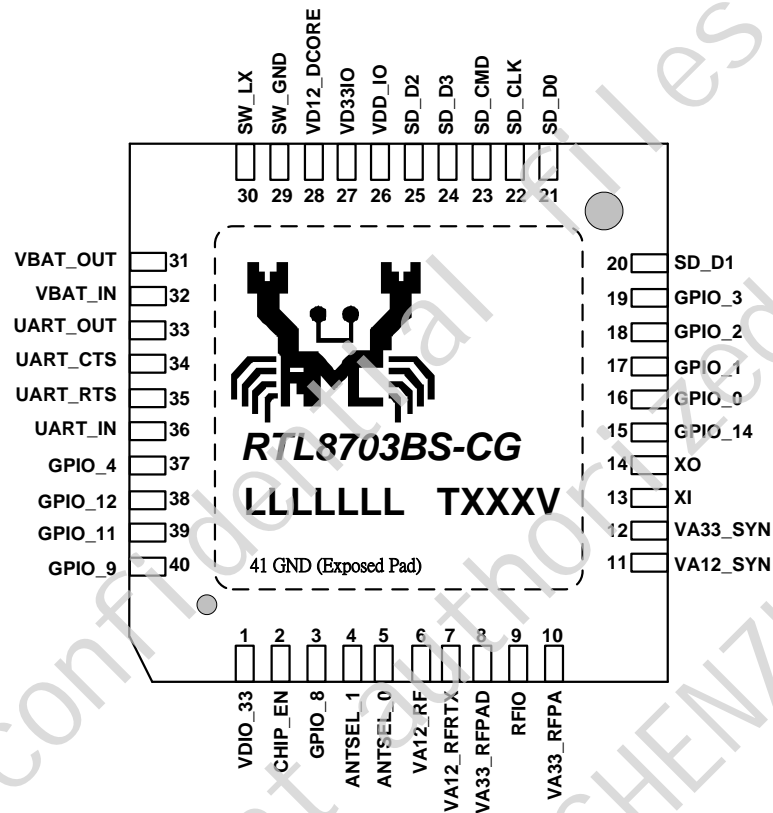 SW_LX
SW_GND
VD12_DCORE
VD33IO
VDD_IO
SD_D2
SD_D3
SD_CMD
SD_CLK
SD_D0
30 29 28 27 26 25 24 23 22 21
VBAT_OUT 31
VBAT_IN 32
UART_OUT 33
UART_CTS 34
UART_RTS 35
UART_IN 36
GPIO_4 37
GPIO_12 38
GPIO_11 39
GPIO_9 40
20 SD_D1
19 GPIO_3
18 GPIO_2
17 GPIO_1
16 GPIO_0
15 GPIO_14
14 XO
13 XI
12 VA33_SYN
11 VA12_SYN
RTL8703BS-CG
LLLLLLL TXXXV
41 GND (Exposed Pad)
1 2 3 4 5 6 7 8 9 10
VDIO_33
CHIP_EN
GPIO_8
ANTSEL_1
ANTSEL_0
VA12_RF
VA12_RFRTX
VA33_RFPAD
RFIO
VA33_RFPA
confidential files
authorized
SHENZ